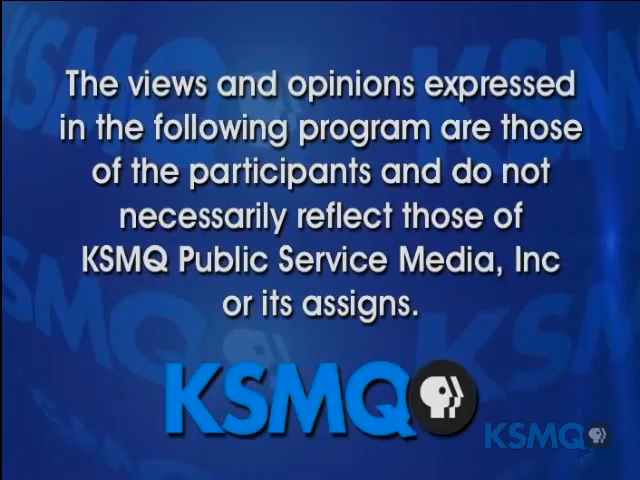 The views and opinions expressed
in the following program are those
of the participants and do not
necessarily reflect those of
KSMQ Public Service Media, Inc
or its assigns.
KSMQ
KSMQ